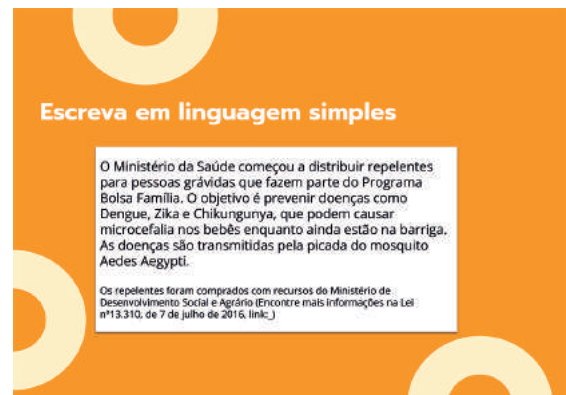 Escreva em linguagem simples
O Ministério da Saúde começou a distribuir repelentes
para pessoas grávidas que fazem parte do Programa
Bolsa Família. O objetivo é prevenir doenças como
Dengue, Zika e Chikungunya, que podem causar
microcefalia nos bebês enquanto ainda estão na barriga.
As doenças são transmitidas pela picada do mosquito
Aedes Aegypti.
Os repelentes foram comprados com recursos do Ministério de
Desenvolvimento Social e Agrário (Encontre mais informações na Lei
nº13.310, de 7 de julho de 2016, link:_)